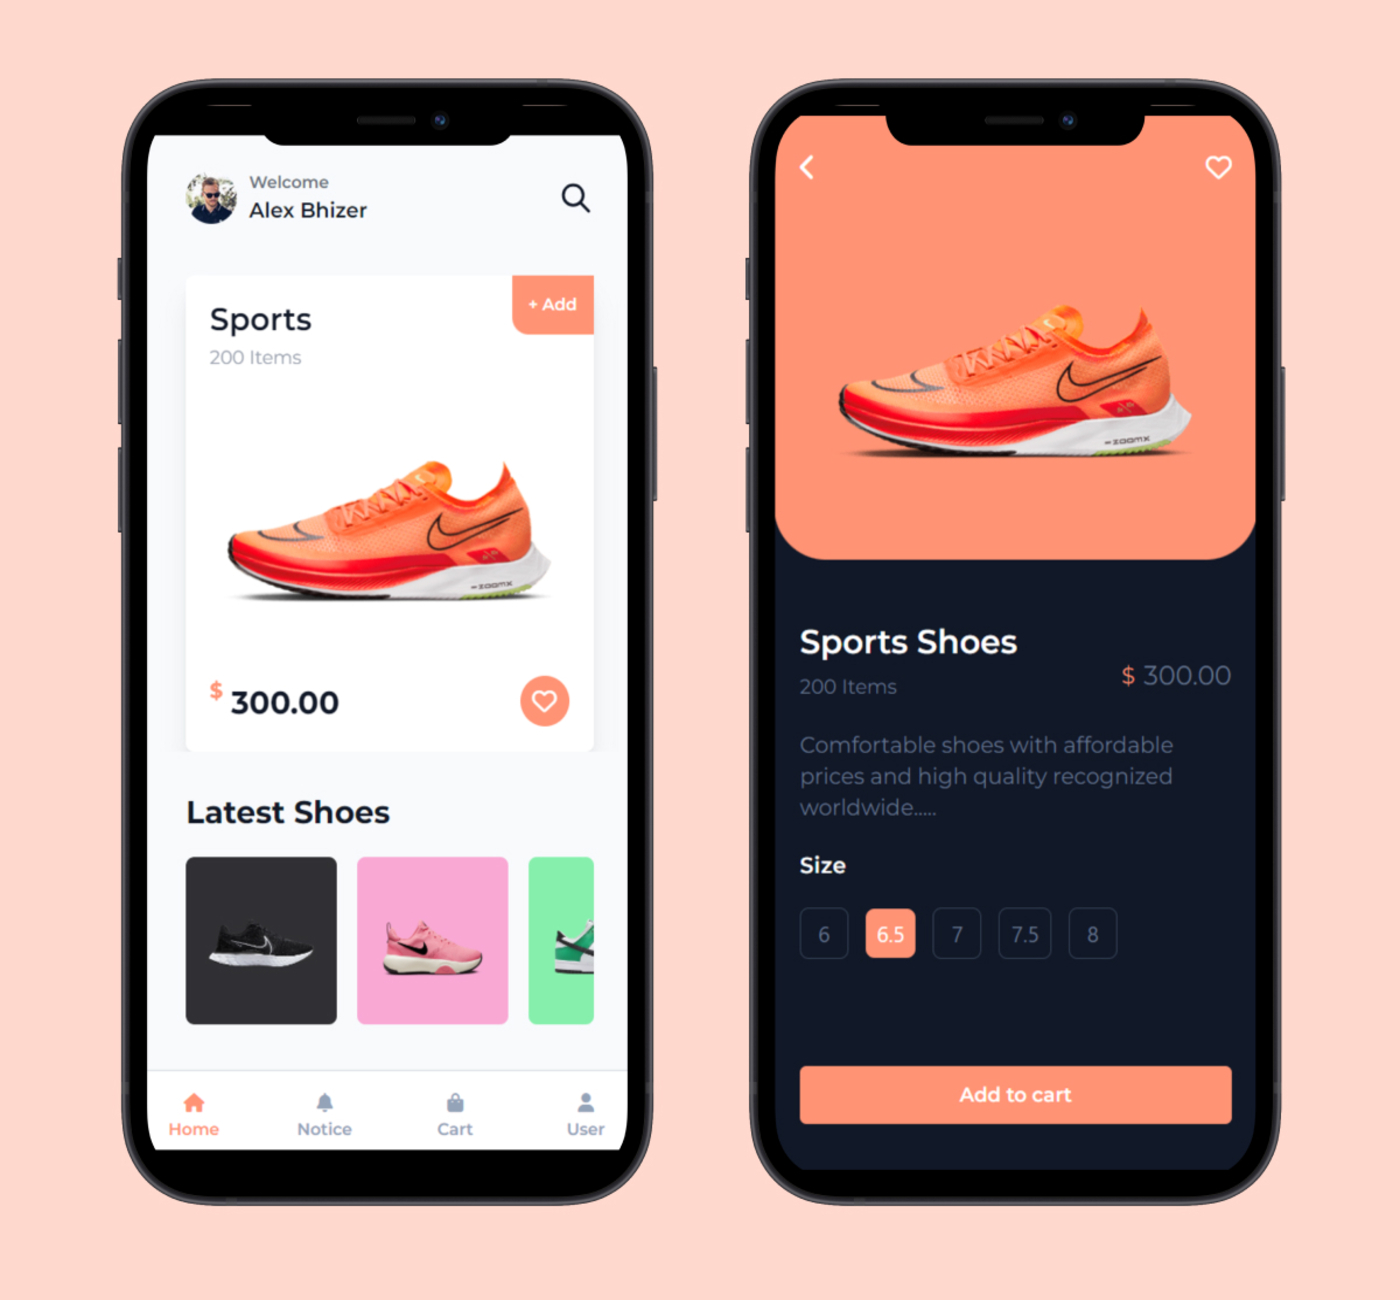 Welcome
Alex Bhizer
+ Add
Sports
200 Items
ZOOMX
$ 300.00
Latest Shoes
Home
Notice
Cart
User
ZOOMX
Sports Shoes
200 Items
$ 300.00
Comfortable shoes with affordable
prices and high quality recognized
worldwide.....
Size
6 6.5 7 7.5 8
Add to cart